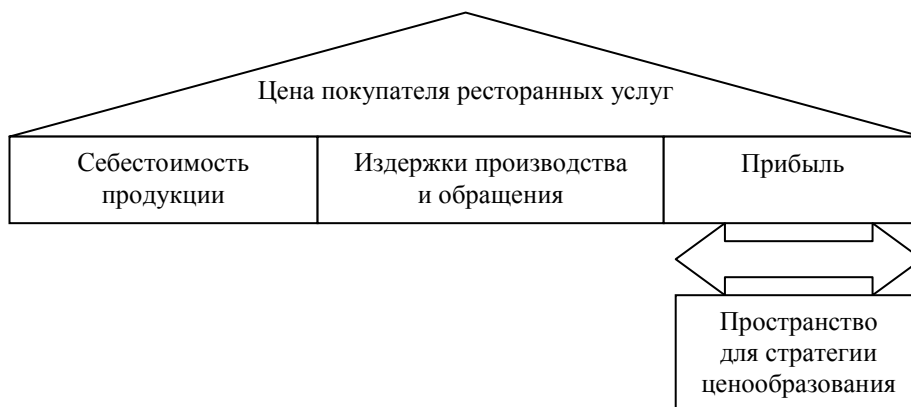 Цена покупателя ресторанных услуг
Себестоимость
продукции
Издержки производства
и обращения
Прибыль
Пространство
для стратегии
ценообразования